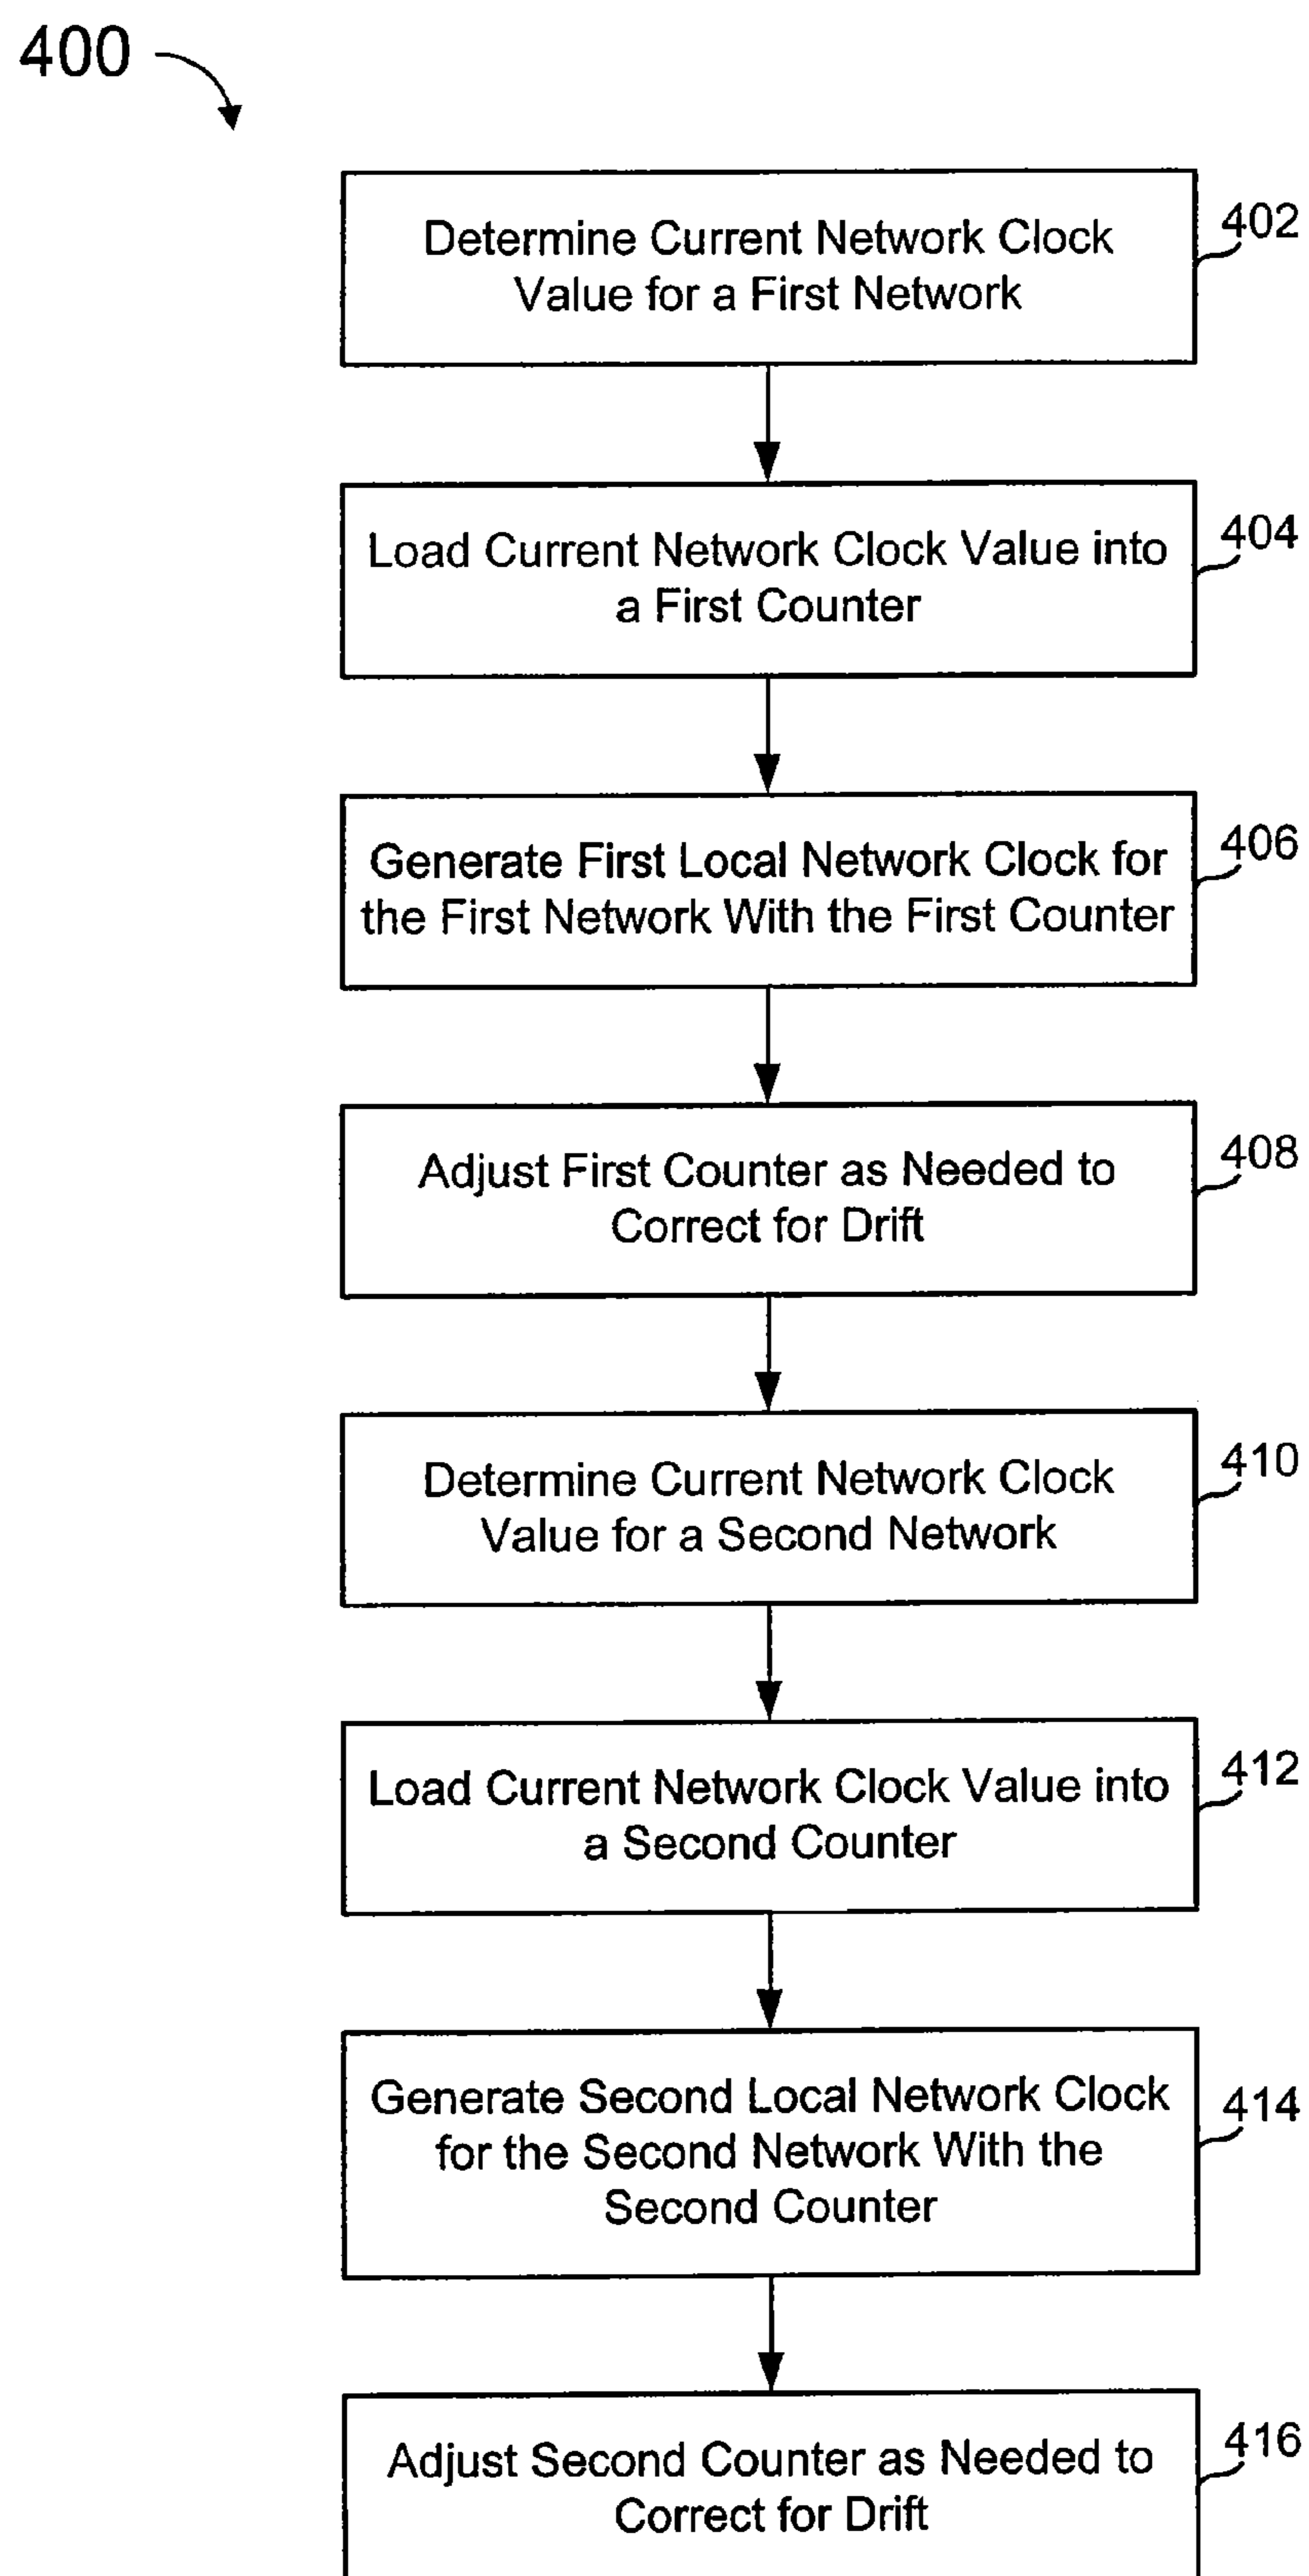 400
Determine Current Network Clock
Value for a First Network
402
Load Current Network Clock Value into
a First Counter
404
Generate First Local Network Clock for
the First Network With the First Counter
406
Adjust First Counter as Needed to
Correct for Drift
408
Determine Current Network Clock
Value for a Second Network
410
Load Current Network Clock Value into
a Second Counter
412
Generate Second Local Network Clock
for the Second Network With the
Second Counter
414
Adjust Second Counter as Needed to
Correct for Drift
416